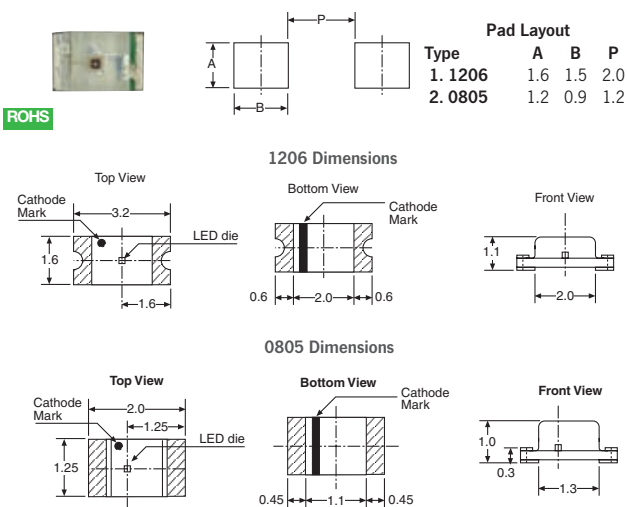 P
A
B
ROHS
Pad Layout
Type A B P
1. 1206 1.6 1.5 2.0
2. 0805 1.2 0.9 1.2
1206 Dimensions
Top View
Cathode
Mark
3.2
LED die
1.6
1.6
Bottom View
Cathode
Mark
0.6 2.0 0.6
Front View
1.1
2.0
0805 Dimensions
Top View
Cathode
Mark
2.0
1.25
LED die
1.25
Bottom View
Cathode
Mark
0.45 1.1 0.45
Front View
1.0
0.3
1.3